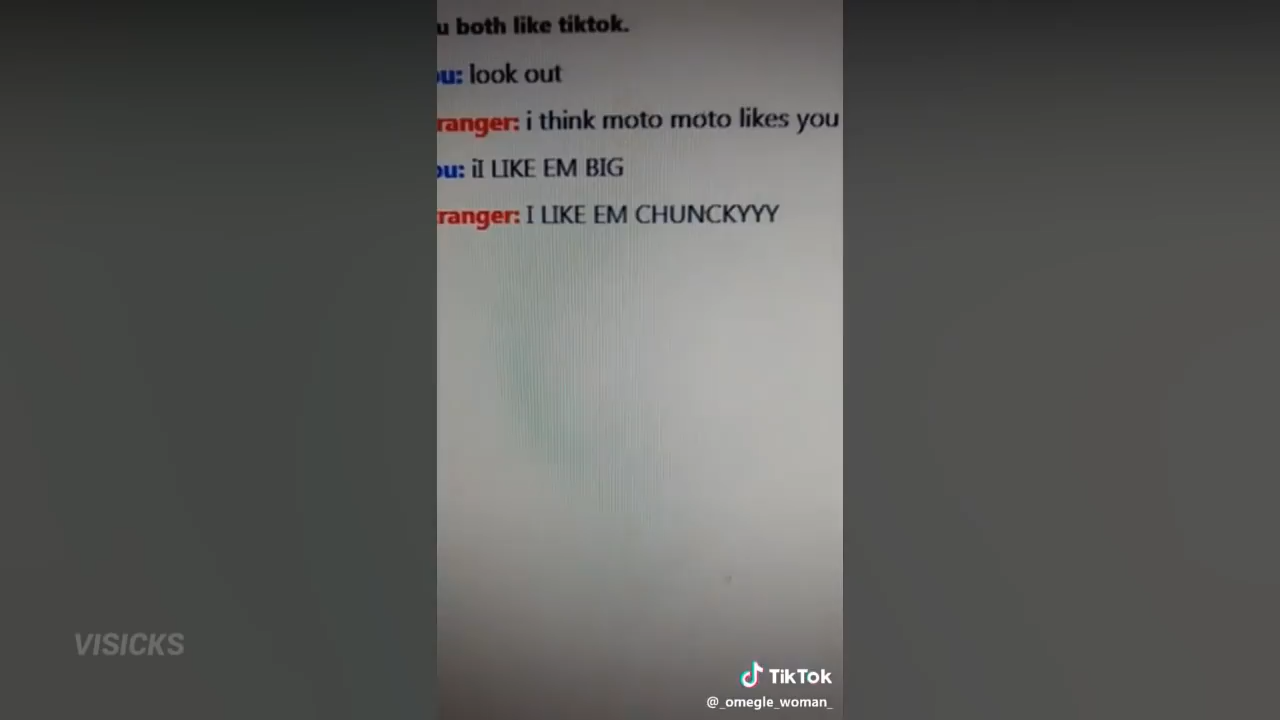 u both like tiktok.
ou: look out
ranger: i think moto moto likes you
ou: iI LIKE EM BIG
tranger: I LIKE EM CHUNCKYYY
VISICKS
TikTok
@_omegle_woman_